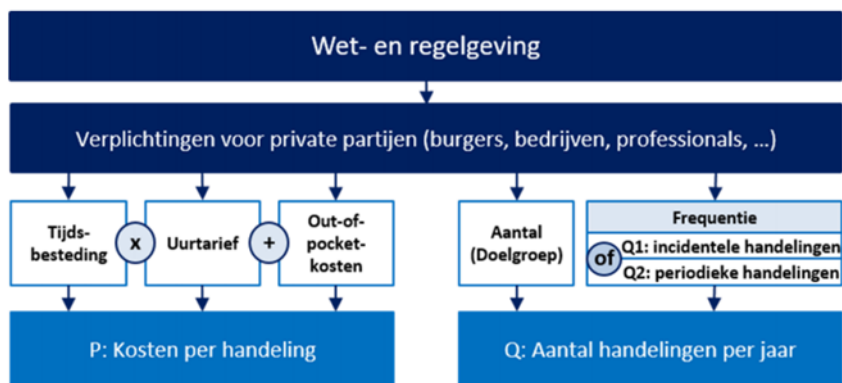 Wet- en regelgeving
Verplichtingen voor private partijen (burgers, bedrijven, professionals, ...)
Tijds-
besteding
x
Uurtarief
+
Out-of-
pocket-
kosten
Aantal
(Doelgroep)
Frequentie
of
Q1: incidentele handelingen
Q2: periodieke handelingen
P: Kosten per handeling
Q: Aantal handelingen per jaar